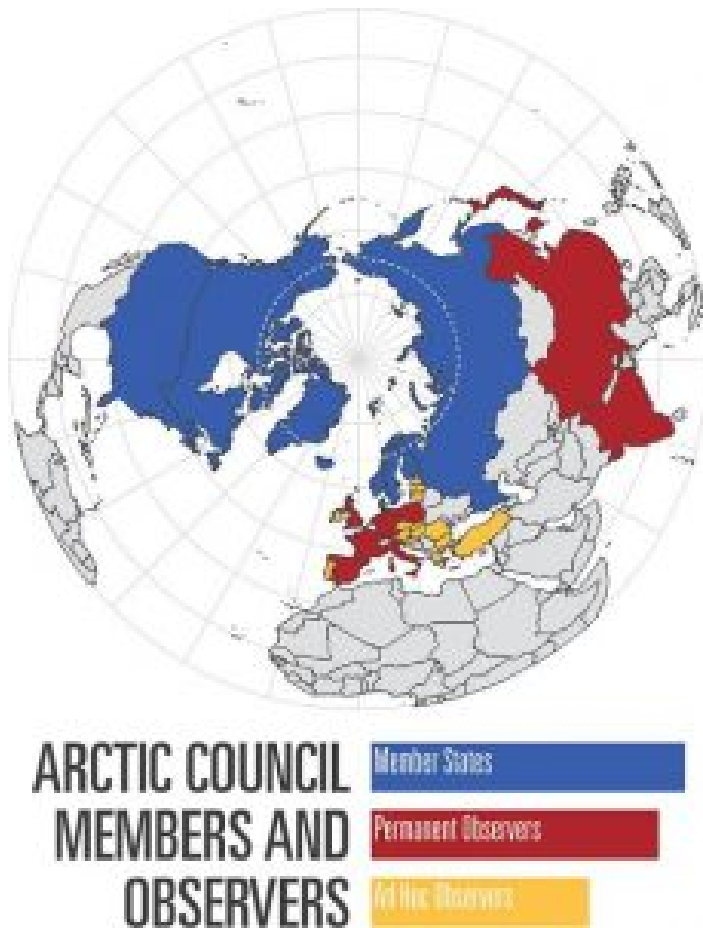 ARCTIC COUNCIL
MEMBERS AND
OBSERVERS
Member States
Permanent Observers
Ad Hoc Observers